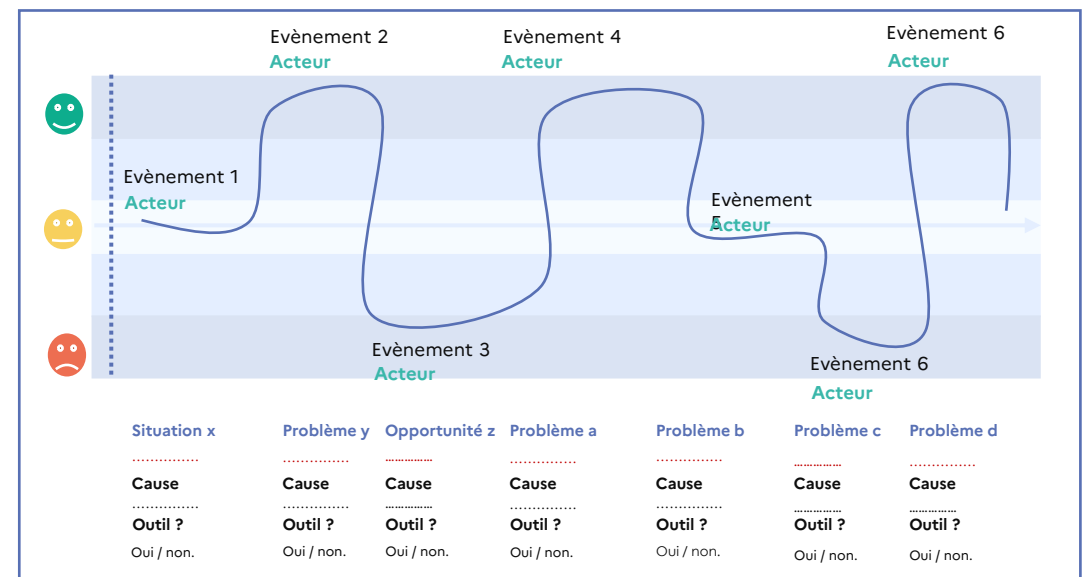 Evènement 2
Acteur
Evènement 4
Acteur
Evènement 6
Acteur
Evènement 1
Acteur
Evènement
5
Acteur
Evènement 3
Acteur
Evènement 6
Acteur
Situation x
Problème y
Opportunité z
Problème a
Problème b
Problème c
Problème d
...............
...............
...............
...............
...............
...............
...............
Cause
Cause
Cause
Cause
Cause
Cause
Cause
...............
...............
...............
...............
...............
...............
...............
Outil ?
Outil ?
Outil ?
Outil ?
Outil ?
Outil ?
Outil ?
Oui / non.
Oui / non.
Oui / non.
Oui / non.
Oui / non.
Oui / non.
Oui / non.